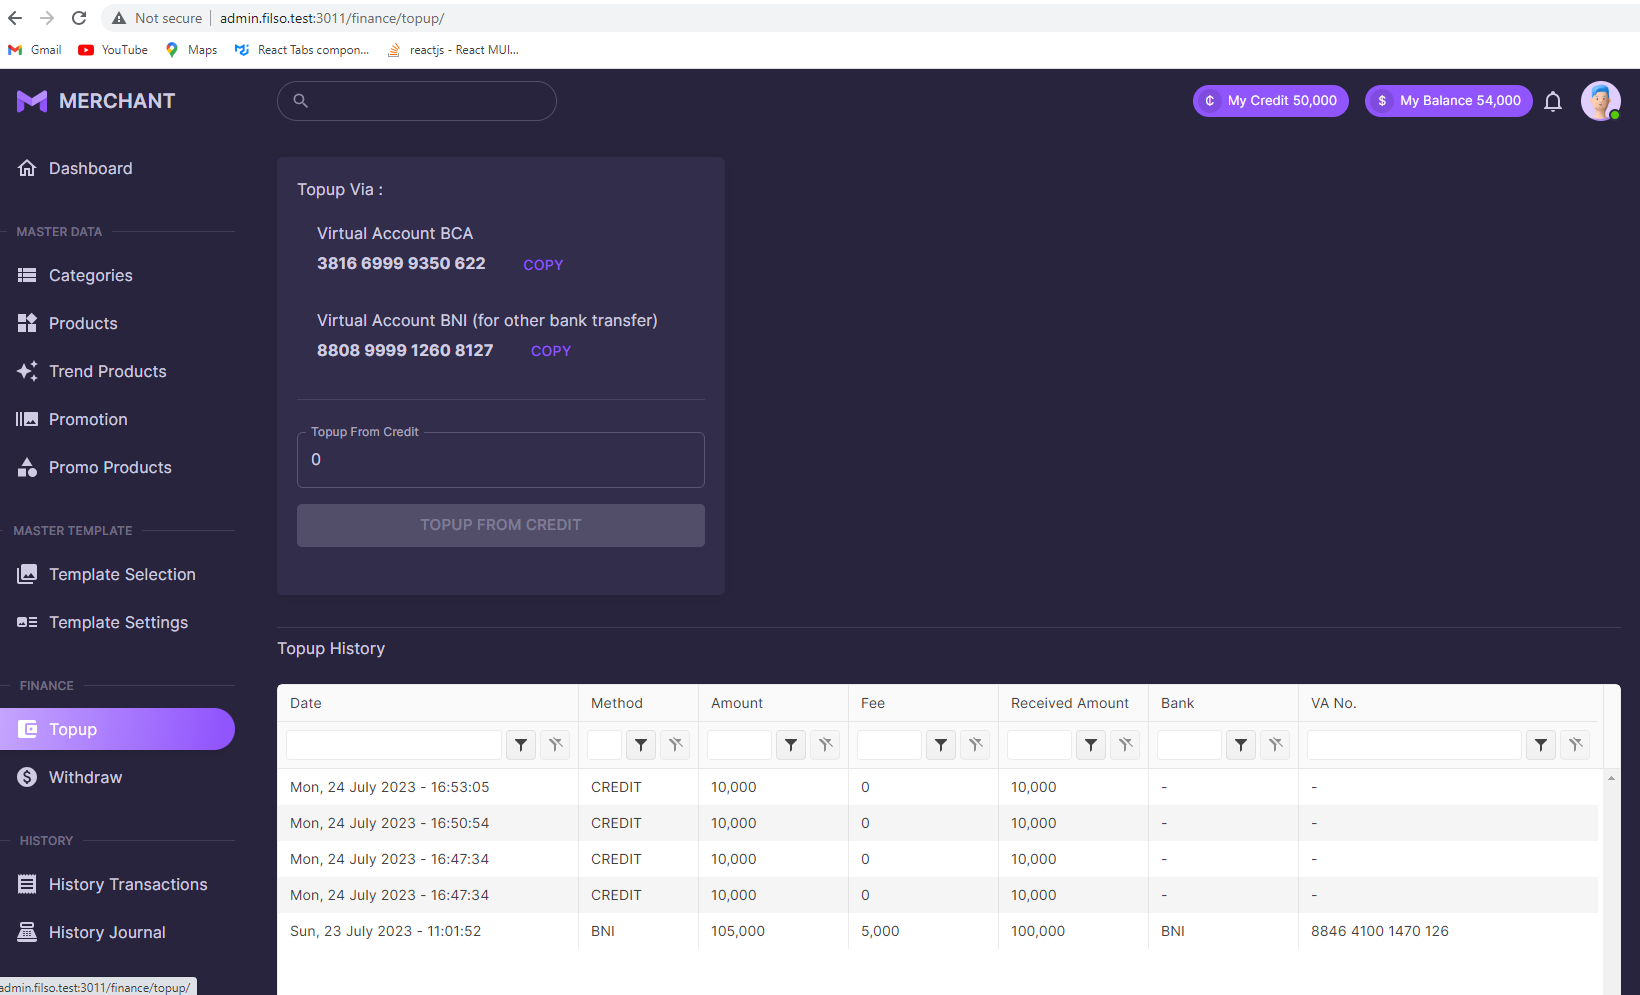 Not secure | admin.filso.test:3011/finance/topup/
Gmail YouTube Maps React Tabs compon... reactjs - React MUI...
MERCHANT
My Credit 50,000
My Balance 54,000
Dashboard
MASTER DATA
Categories
Products
Trend Products
Promotion
Promo Products
MASTER TEMPLATE
Template Selection
Template Settings
FINANCE
Topup
Withdraw
HISTORY
History Transactions
History Journal
admin.filso.test:3011/finance/topup/
Topup Via :
Virtual Account BCA
3816 6999 9350 622 COPY
Virtual Account BNI (for other bank transfer)
8808 9999 1260 8127 COPY
Topup From Credit
0
TOPUP FROM CREDIT
Topup History
Date Method Amount Fee Received Amount Bank VA No.
Mon, 24 July 2023 - 16:53:05 CREDIT 10,000 0 10,000 - -
Mon, 24 July 2023 - 16:50:54 CREDIT 10,000 0 10,000 - -
Mon, 24 July 2023 - 16:47:34 CREDIT 10,000 0 10,000 - -
Mon, 24 July 2023 - 16:47:34 CREDIT 10,000 0 10,000 - -
Sun, 23 July 2023 - 11:01:52 BNI 105,000 5,000 100,000 BNI 8846 4100 1470 126